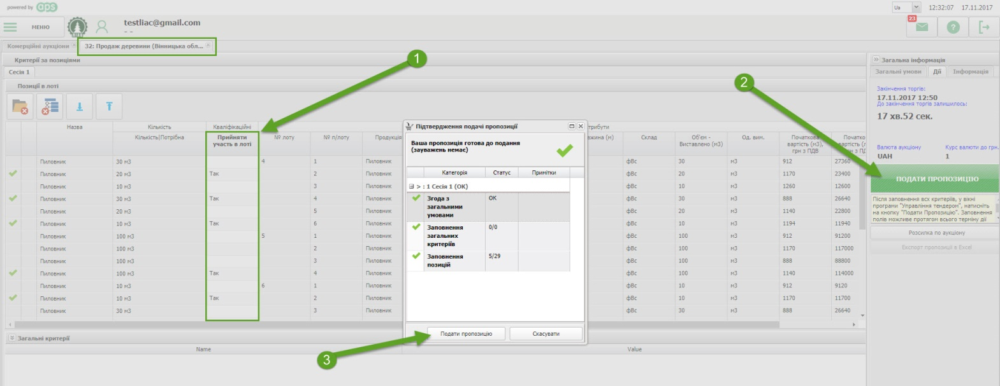 powered by aps
Ua 12:32:07 17.11.2017
МЕНЮ
testliac@gmail.com
23
Комерційні аукціони
32: Продаж деревини (Вінницька обл...
Критерії за позиціями
Сесія 1
Позиції в лоті
Назва Кількість Кваліфікаційні трибути
Кількість|Потрібна Прийняти участь в лоті № лоту № п/лоту Продукція вжина (м) Склад Об'єм - Виставлено (м3) Од. вим. Початкова вартість (м3), грн з ПДВ
Пиловник 30 м3 4 1 Пиловник фВс 30 м3 912 27360
Пиловник 20 м3 Так 2 Пиловник фВс 20 м3 1170 23400
Пиловник 10 м3 3 Пиловник фВс 10 м3 1260 12600
Пиловник 30 м3 Так 4 Пиловник фВс 30 м3 888 26640
Пиловник 20 м3 5 Пиловник фВс 20 м3 1140 22800
Пиловник 10 м3 Так 6 Пиловник фВс 10 м3 1194 11940
Пиловник 100 м3 5 1 Пиловник фВс 100 м3 912 91200
Пиловник 100 м3 2 Пиловник фВс 100 м3 1170 117000
Пиловник 100 м3 3 Пиловник фВс 100 м3 888 88800
Пиловник 100 м3 Так 4 Пиловник фВс 100 м3 1140 114000
Пиловник 10 м3 6 1 Пиловник фВс 10 м3 912 9120
Пиловник 10 м3 Так 2 Пиловник фВс 10 м3 1170 11700
Пиловник 30 м3 3 Пиловник фВс 30 м3 888 26640
Загальні критерії
Name Value
1
2
3
Підтвердження подачі пропозиції
Ваша пропозиція готова до подання
(зауважень немає)
Категорія Статус Примітки
> : 1 Сесія 1 (ОК)
Згода з ОК
загальними
умовами
Заповнення 0/0
загальних
критеріїв
Заповнення 5/29
позицій
Подати пропозицію Скасувати
Загальна інформація
Загальні умови Дії Інформація
Закінчення торгів:
17.11.2017 12:50
До закінчення торгів залишилось:
17 хв.52 сек.
Валюта аукціону Курс валюти до грн.
UAH 1
ПОДАТИ ПРОПОЗИЦІЮ
Після заповнення всх критеріїв, у вікні
програми "Управління тендером", натисніть
на кнопку "Подати Пропозицію". Заповнення
полів можливе протягом всього терміну дії
Розсилка по аукціону
Експорт пропозиції в Excel